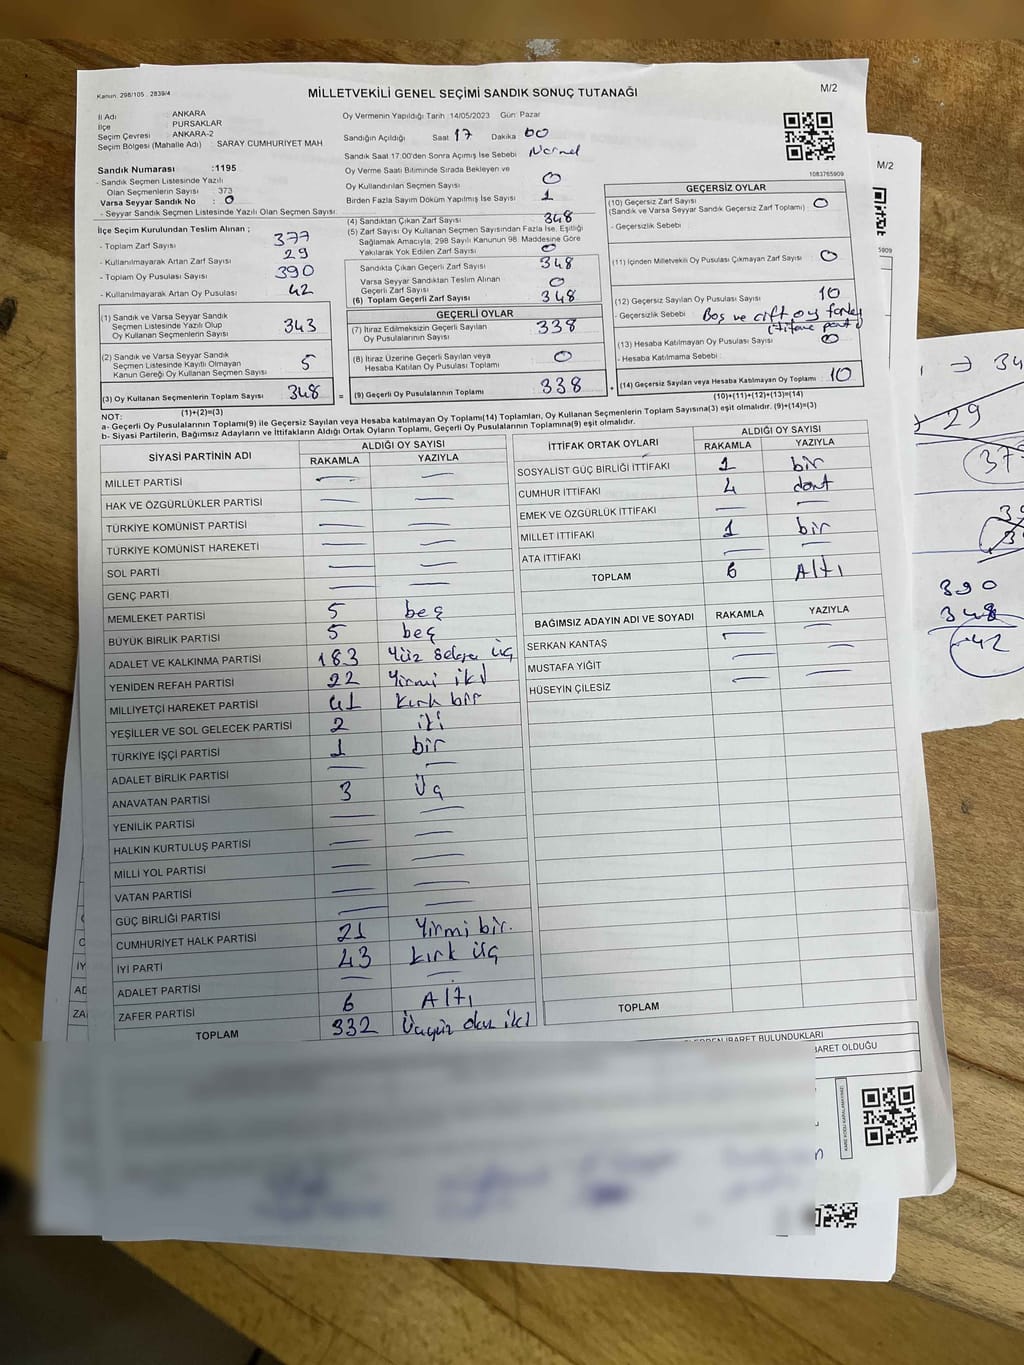 Kanun: 298/105 2839/4
MİLLETVEKİLİ GENEL SEÇİMİ SANDIK SONUÇ TUTANAĞI
M/2
İl Adı : ANKARA
İlçe : PURSAKLAR
Seçim Çevresi : ANKARA-2
Seçim Bölgesi (Mahalle Adı) : SARAY CUMHURİYET MAH
Oy Vermenin Yapıldığı Tarih :14/05/2023 Gün: Pazar
Sandığın Açıldığı Saat 17 Dakika 00
Sandık Saat 17:00'den Sonra Açımış İse Sebebi Normal
Sandık Numarası :1195
- Sandık Seçmen Listesinde Yazılı
Olan Seçmenlerin Sayısı : 373
Varsa Seyyar Sandık No : 0
- Seyyar Sandık Seçmen Listesinde Yazılı Olan Seçmen Sayısı:
Oy Verme Saati Bitiminde Sırada Bekleyen ve
Oy Kullandırılan Seçmen Sayısı 0
Birden Fazla Sayım Döküm Yapılmış İse Sayısı 1
1083765909
İlçe Seçim Kurulundan Teslim Alınan ;
- Toplam Zarf Sayısı 377
- Kullanılmayarak Artan Zarf Sayısı 29
- Toplam Oy Pusulası Sayısı 390
- Kullanılmayarak Artan Oy Pusulası 42
(1) Sandık ve Varsa Seyyar Sandık
Seçmen Listesinde Yazılı Olup
Oy Kullanan Seçmenlerin Sayısı 343
(2) Sandık ve Varsa Seyyar Sandık
Seçmen Listesinde Kayıtlı Olmayan
Kanun Gereği Oy Kullanan Seçmen Sayısı 5
(3) Oy Kullanan Seçmenlerin Toplam Sayısı 348
(1)+(2)=(3)
(4) Sandıktan Çıkan Zarf Sayısı 348
(5) Zarf Sayısı Oy Kullanan Seçmen Sayısından Fazla İse, Eşitliği
Sağlamak Amacıyla, 298 Sayılı Kanunun 98. Maddesine Göre
Yakılarak Yok Edilen Zarf Sayısı 0
Sandıkta Çıkan Geçerli Zarf Sayısı 348
Varsa Seyyar Sandıktan Teslim Alınan
Geçerli Zarf Sayısı 0
(6) Toplam Geçerli Zarf Sayısı 348
GEÇERLİ OYLAR
(7) İtiraz Edilmeksizin Geçerli Sayılan
Oy Pusulalarının Sayısı 338
(8) İtiraz Üzerine Geçerli Sayılan veya
Hesaba Katılan Oy Pusulası Toplamı 0
= (9) Geçerli Oy Pusulalarının Toplamı 338
GEÇERSİZ OYLAR
(10) Geçersiz Zarf Sayısı
(Sandık ve Varsa Seyyar Sandık Geçersiz Zarf Toplamı) : 0
- Geçersizlik Sebebi :
(11) İçinden Milletvekili Oy Pusulası Çıkmayan Zarf Sayısı 0
(12) Geçersiz Sayılan Oy Pusulası Sayısı 10
- Geçersizlik Sebebi : Boş ve çift oy
(13) Hesaba Katılmayan Oy Pusulası Sayısı 0
- Hesaba Katılmama Sebebi :
+ (14) Geçersiz Sayılan veya Hesaba Katılmayan Oy Toplamı 10
(10)+(11)+(12)+(13)=(14)
NOT:
a- Geçerli Oy Pusulalarının Toplamı(9) ile Geçersiz Sayılan veya Hesaba katılmayan Oy Toplamı(14) Toplamları, Oy Kullanan Seçmenlerin Toplam Sayısına(3) eşit olmalıdır. (9)+(14)=(3)
b- Siyasi Partilerin, Bağımsız Adayların ve İttifakların Aldığı Ortak Oyların Toplamı, Geçerli Oy Pusulalarının Toplamına(9) eşit olmalıdır.
SİYASİ PARTİNİN ADI ALDIĞI OY SAYISI
RAKAMLA YAZIYLA
MİLLET PARTİSİ — —
HAK VE ÖZGÜRLÜKLER PARTİSİ — —
TÜRKİYE KOMÜNİST PARTİSİ — —
TÜRKİYE KOMÜNİST HAREKETİ — —
SOL PARTİ — —
GENÇ PARTİ — —
MEMLEKET PARTİSİ 5 beş
BÜYÜK BİRLİK PARTİSİ 5 beş
ADALET VE KALKINMA PARTİSİ 183 Yüz seksen üç
YENİDEN REFAH PARTİSİ 22 Yirmi iki
MİLLİYETÇİ HAREKET PARTİSİ 41 Kırk bir
YEŞİLLER VE SOL GELECEK PARTİSİ 2 iki
TÜRKİYE İŞÇİ PARTİSİ 1 bir
ADALET BİRLİK PARTİSİ — —
ANAVATAN PARTİSİ 3 Üç
YENİLİK PARTİSİ — —
HALKIN KURTULUŞ PARTİSİ — —
MİLLİ YOL PARTİSİ — —
VATAN PARTİSİ — —
GÜÇ BİRLİĞİ PARTİSİ — —
CUMHURİYET HALK PARTİSİ 21 Yirmi bir.
İYİ PARTİ 43 Kırk üç
ADALET PARTİSİ — —
ZAFER PARTİSİ 6 Altı
TOPLAM 332 Üçyüz otuz iki
İTTİFAK ORTAK OYLARI ALDIĞI OY SAYISI
RAKAMLA YAZIYLA
SOSYALİST GÜÇ BİRLİĞİ İTTİFAKI 1 bir
CUMHUR İTTİFAKI 4 dört
EMEK VE ÖZGÜRLÜK İTTİFAKI — —
MİLLET İTTİFAKI 1 bir
ATA İTTİFAKI — —
TOPLAM 6 Altı
BAĞIMSIZ ADAYIN ADI VE SOYADI RAKAMLA YAZIYLA
SERKAN KANTAŞ — —
MUSTAFA YİĞİT — —
HÜSEYİN ÇİLESİZ — —
TOPLAM
İBARET BULUNDUKLARI
BARET OLDUĞU
M/2
5909
29
390
348
42